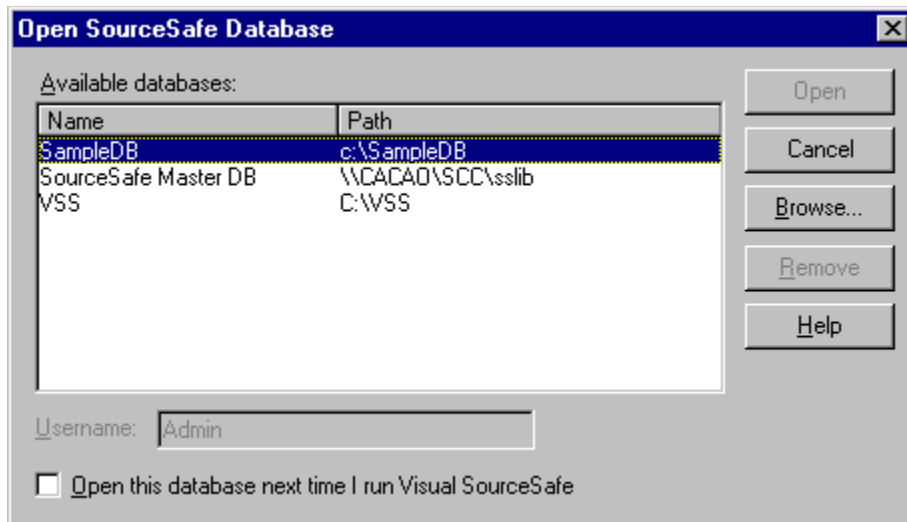 Open SourceSafe Database
Available databases:
Name Path
SampleDB c:\SampleDB
SourceSafe Master DB \\CACAO\SCC\sslib
VSS C:\VSS
Open
Cancel
Browse...
Remove
Help
Username: Admin
Open this database next time I run Visual SourceSafe